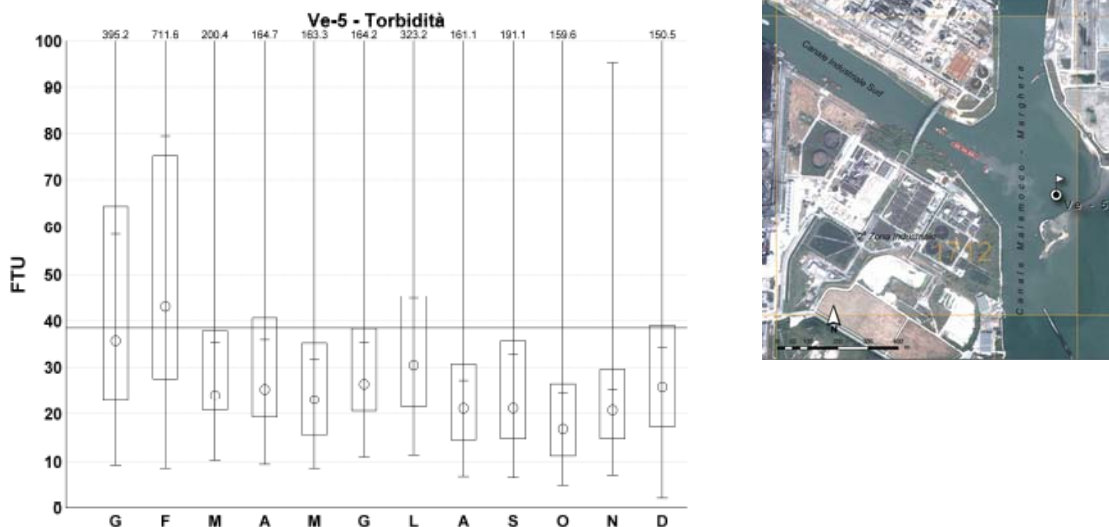 Ve-5 - Torbidità
395.2 711.6 200.4 164.7 163.3 164.2 323.2 161.1 191.1 159.6 150.5
100
90
80
70
60
50
40
30
20
10
0
FTU
G F M A M G L A S O N D
Canale Industriale Sud
Canale Malamocco - Marghera
Ve - 5
2° Zona Industriale
1712
N